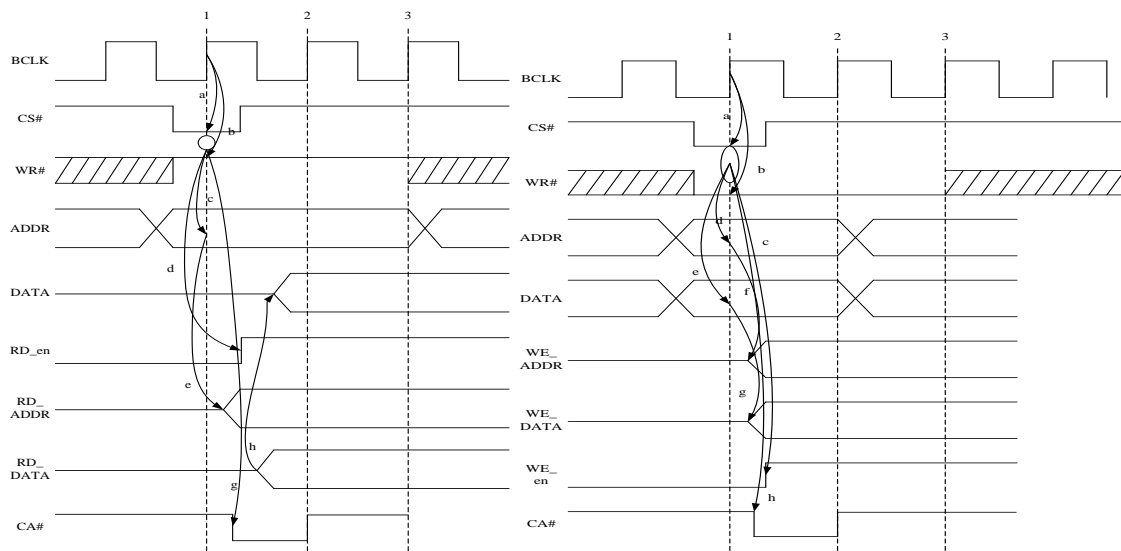 1 2 3
BCLK
a
CS#
b
WR#
c
ADDR
d
DATA
RD_en
e
RD_
ADDR
h
RD_
DATA
g
CA#
1 2 3
BCLK
a
CS#
b
WR#
d
c
ADDR
e
f
DATA
WE_
ADDR
g
WE_
DATA
WE_
en
h
CA#